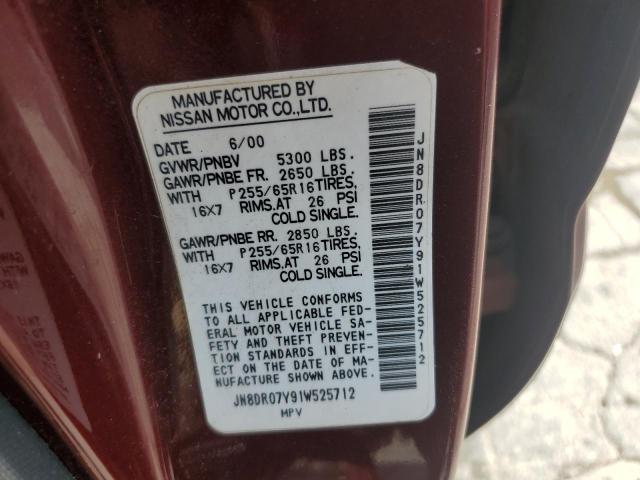 MANUFACTURED BY
NISSAN MOTOR CO.,LTD.
DATE 6/00
GVWR/PNBV 5300 LBS.
GAWR/PNBE FR. 2650 LBS.
WITH P255/65R16TIRES,
16X7 RIMS,AT 26 PSI
COLD SINGLE.
GAWR/PNBE RR. 2850 LBS.
WITH P255/65R16TIRES,
16X7 RIMS,AT 26 PSI
COLD SINGLE.
THIS VEHICLE CONFORMS
TO ALL APPLICABLE FED-
ERAL MOTOR VEHICLE SA-
FETY AND THEFT PREVEN-
TION STANDARDS IN EFF-
ECT ON THE DATE OF MA-
NUFACTURE SHOWN ABOVE.
JN8DR07Y91W525712
MPV
JN8DR07Y91W525712